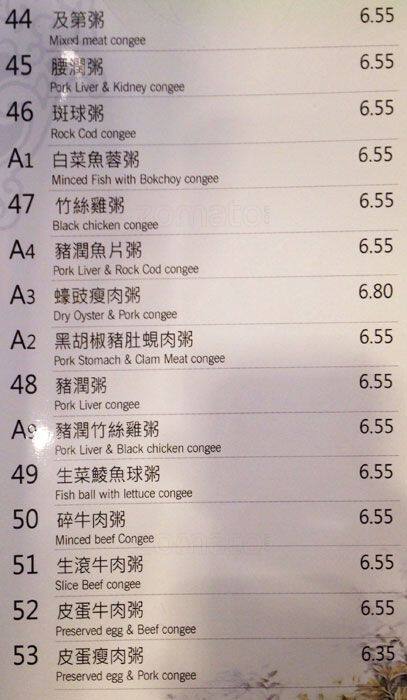 44 及第粥 6.55
Mixed meat congee
45 腰潤粥 6.55
Pork Liver & Kidney congee
46 斑球粥 6.55
Rock Cod congee
A1 白菜魚蓉粥 6.55
Minced Fish with Bokchoy congee
47 竹絲雞粥 6.55
Black chicken congee
A4 豬潤魚片粥 6.55
Pork Liver & Rock Cod congee
A3 蠔豉瘦肉粥 6.80
Dry Oyster & Pork congee
A2 黑胡椒豬肚蜆肉粥 6.55
Pork Stomach & Clam Meat congee
48 豬潤粥 6.55
Pork Liver congee
A9 豬潤竹絲雞粥 6.55
Pork Liver & Black chicken congee
49 生菜鯪魚球粥 6.55
Fish ball with lettuce congee
50 碎牛肉粥 6.55
Minced beef Congee
51 生滾牛肉粥 6.55
Slice Beef congee
52 皮蛋牛肉粥 6.55
Preserved egg & Beef congee
53 皮蛋瘦肉粥 6.35
Preserved egg & Pork congee
zomato